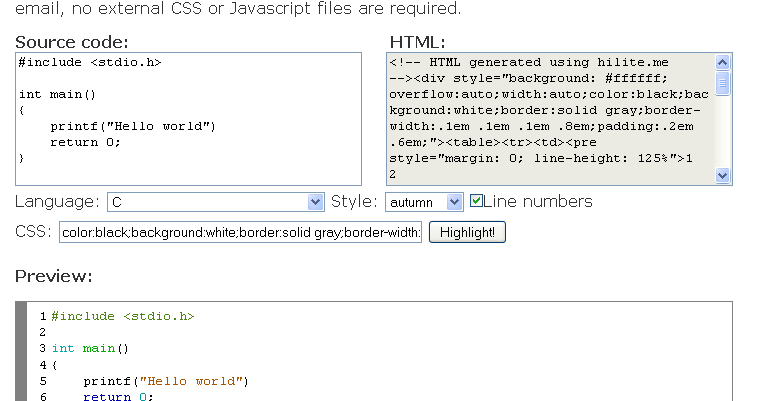 email, no external CSS or Javascript files are required.
Source code:
#include <stdio.h>
int main()
{
    printf("Hello world")
    return 0;
}
HTML:
<!-- HTML generated using hilite.me
--><div style="background: #ffffff;
overflow:auto;width:auto;color:black;bac
kground:white;border:solid gray;border-
width:.1em .1em .1em .8em;padding:.2em
.6em;"><table><tr><td><pre
style="margin: 0; line-height: 125%">1
2
Language: C Style: autumn Line numbers
CSS: color:black;background:white;border:solid gray;border-width: Highlight!
Preview:
1 #include <stdio.h>
2
3 int main()
4 {
5     printf("Hello world")
6     return 0;